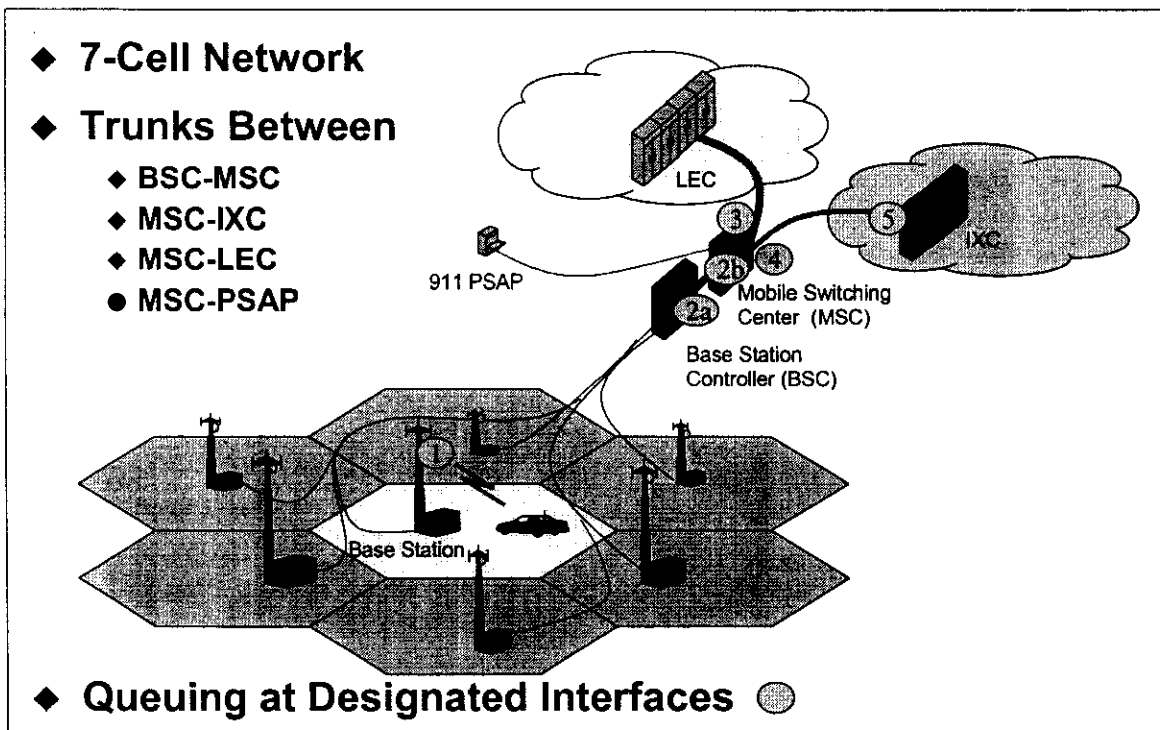 7-Cell Network
Trunks Between
BSC-MSC
MSC-IXC
MSC-LEC
MSC-PSAP
LEC
IXC
911 PSAP
3
5
2b
4
2a
Mobile Switching
Center (MSC)
Base Station
Controller (BSC)
1
Base Station
Queuing at Designated Interfaces